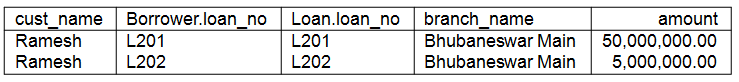 cust_name Borrower.loan_no Loan.loan_no branch_name amount
Ramesh L201 L201 Bhubaneswar Main 50,000,000.00
Ramesh L202 L202 Bhubaneswar Main 5,000,000.00